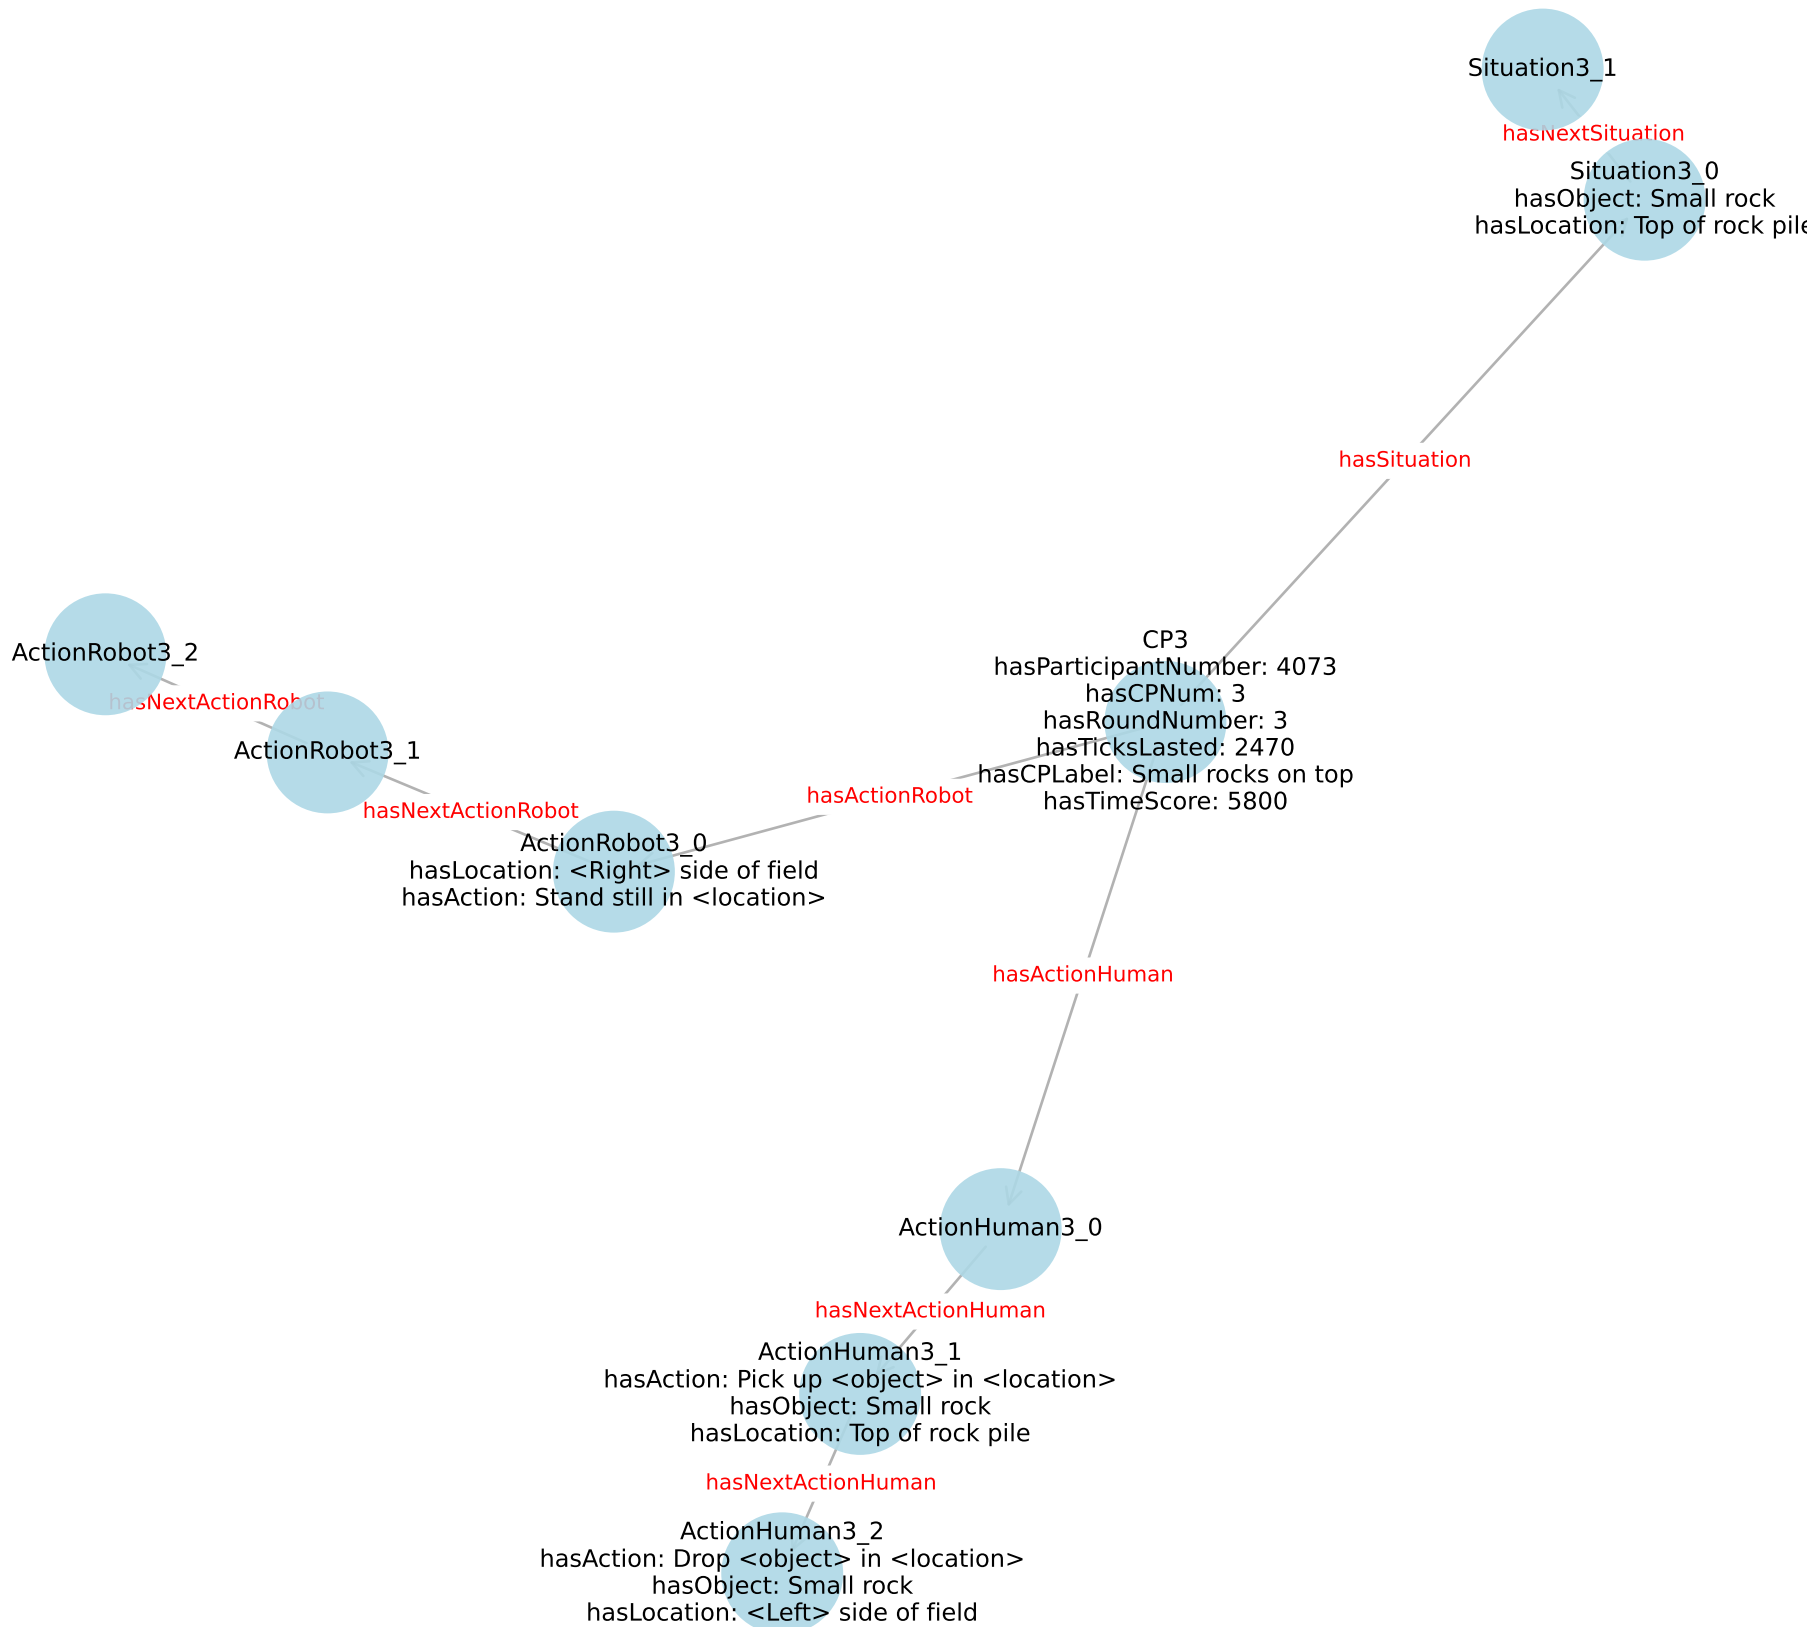 Situation3_1
hasNextSituation
Situation3_0
hasObject: Small rock
hasLocation: Top of rock pile
hasSituation
CP3
hasParticipantNumber: 4073
hasCPNum: 3
hasRoundNumber: 3
hasTicksLasted: 2470
hasCPLabel: Small rocks on top
hasTimeScore: 5800
ActionRobot3_2
hasNextActionRobot
ActionRobot3_1
hasNextActionRobot
hasActionRobot
ActionRobot3_0
hasLocation: <Right> side of field
hasAction: Stand still in <location>
hasActionHuman
ActionHuman3_0
hasNextActionHuman
ActionHuman3_1
hasAction: Pick up <object> in <location>
hasObject: Small rock
hasLocation: Top of rock pile
hasNextActionHuman
ActionHuman3_2
hasAction: Drop <object> in <location>
hasObject: Small rock
hasLocation: <Left> side of field